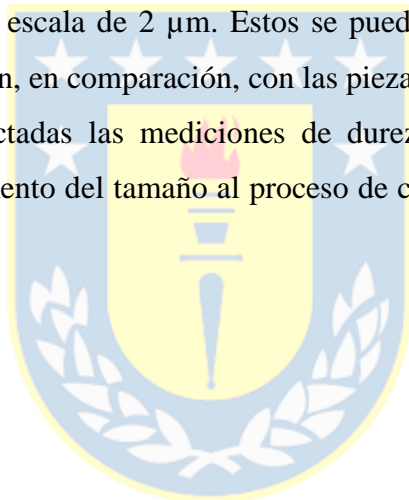 escala de 2 µm. Estos se pued
n, en comparación, con las pieza
ctadas las mediciones de durez
ento del tamaño al proceso de c